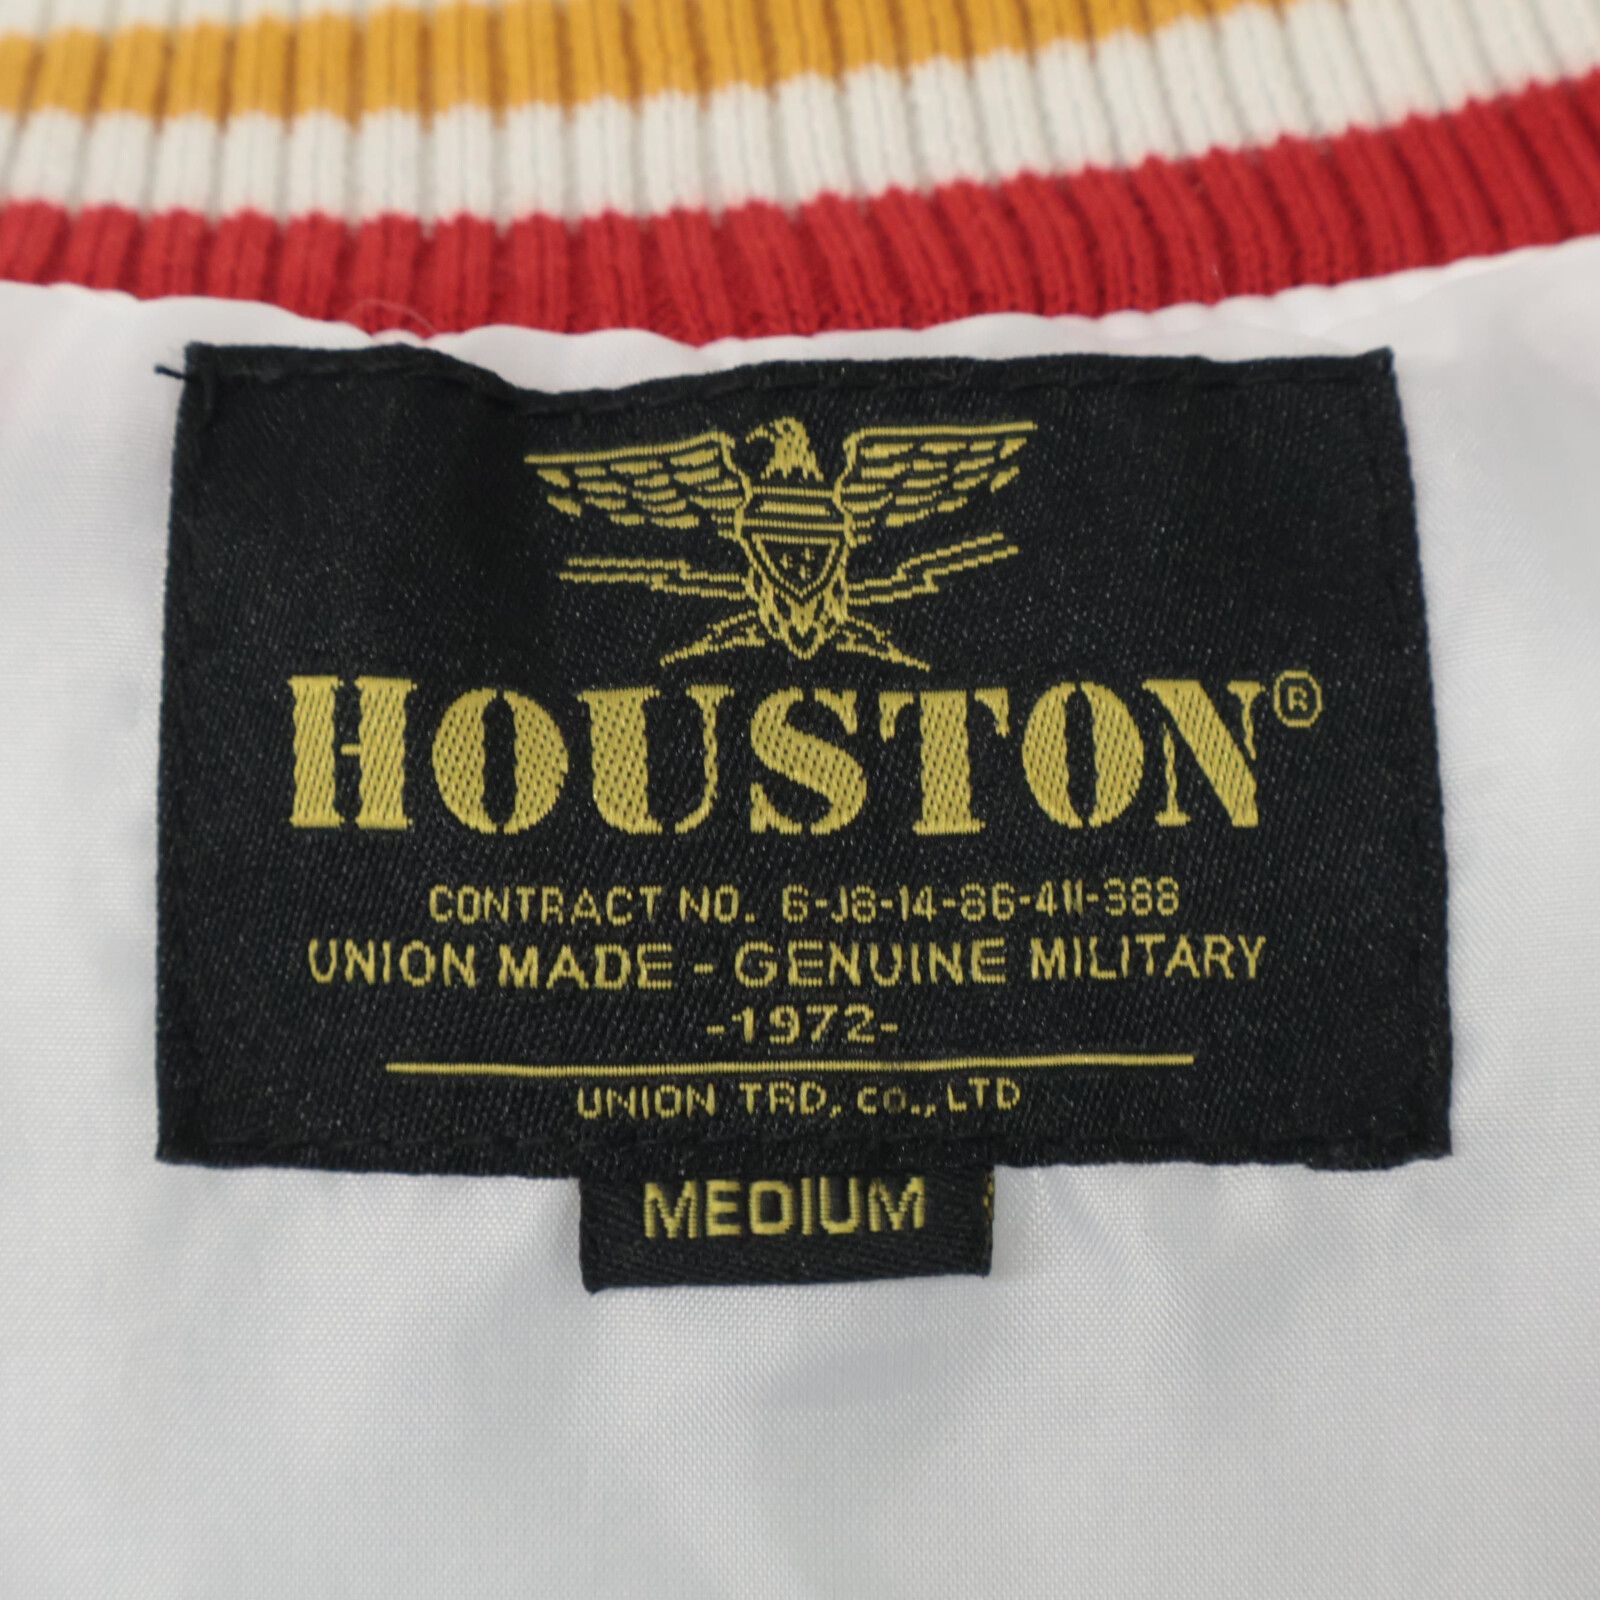 HOUSTON®
CONTRACT NO. 6-J8-14-86-411-388
UNION MADE - GENUINE MILITARY
-1972-
UNION TRD. CO., LTD
MEDIUM